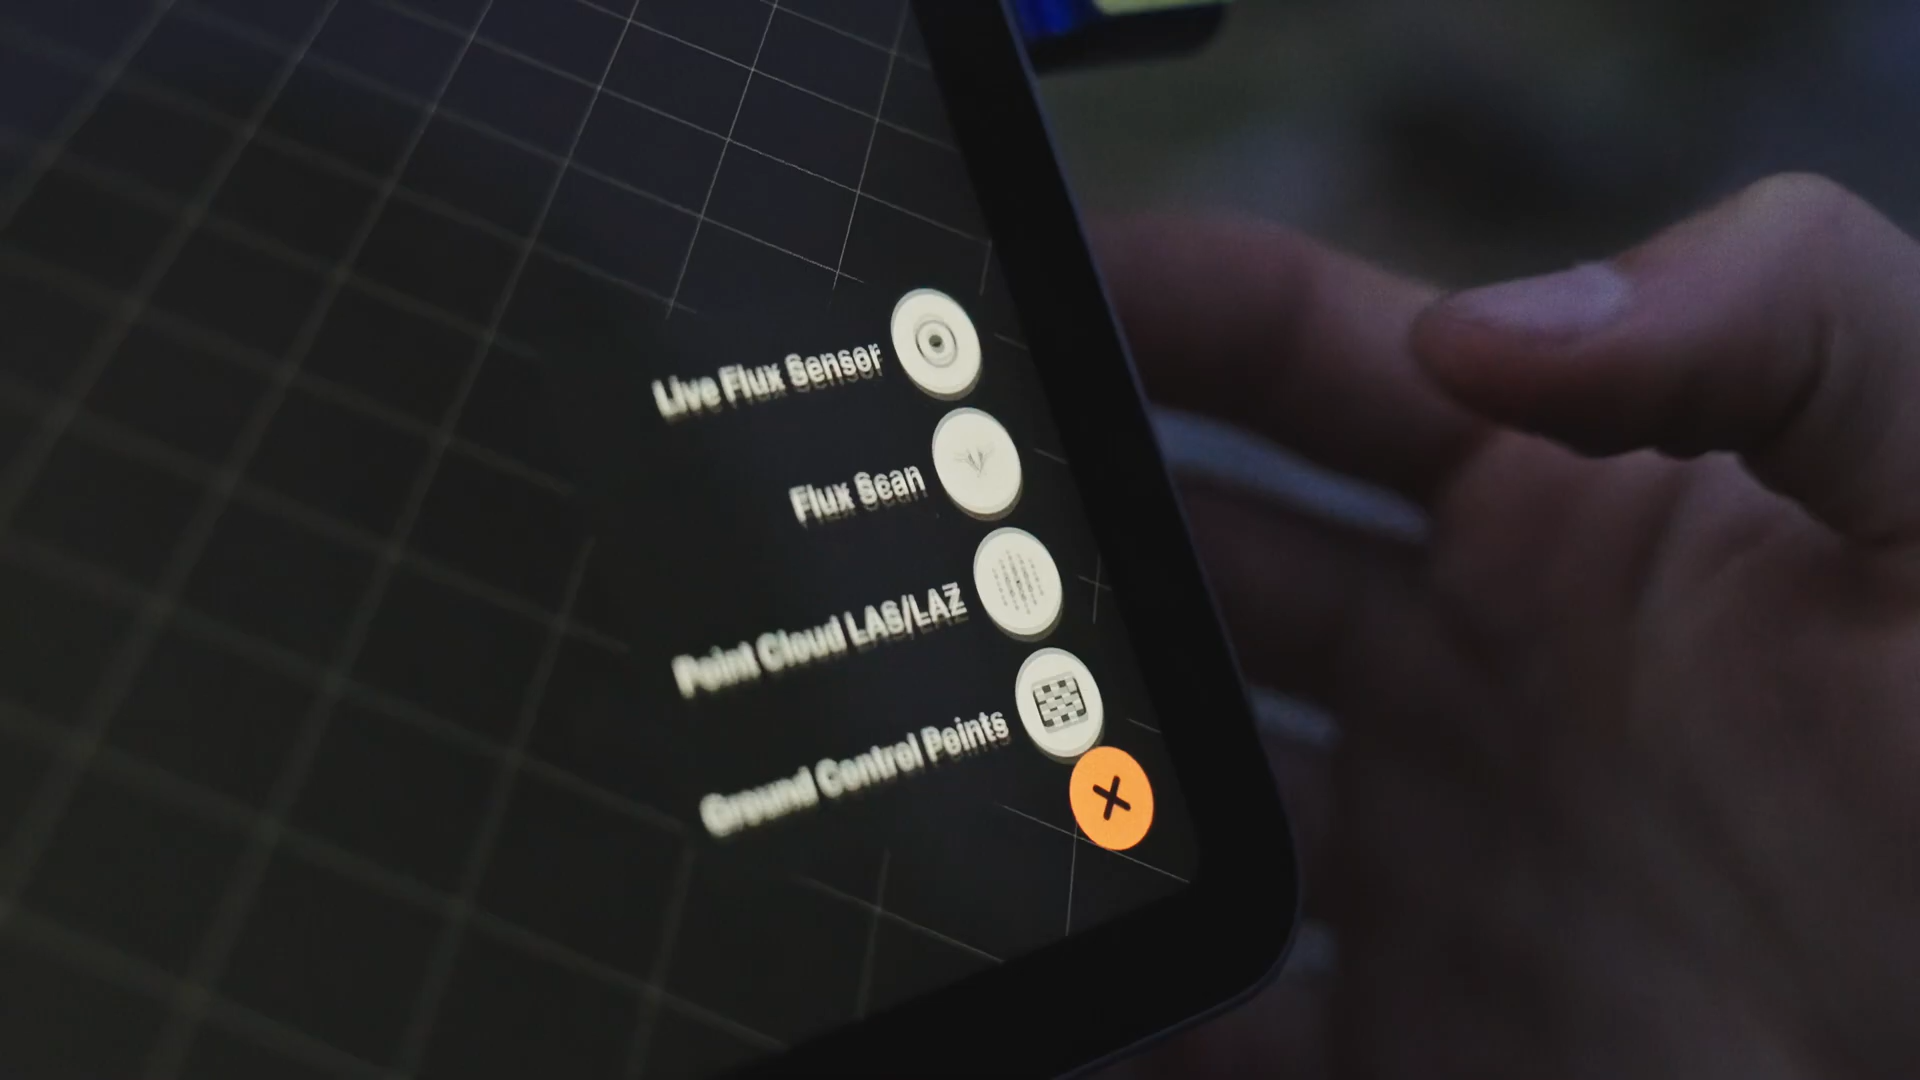 Live Flux Sensor
Flux Scan
Point Cloud LAS/LAZ
Ground Control Points